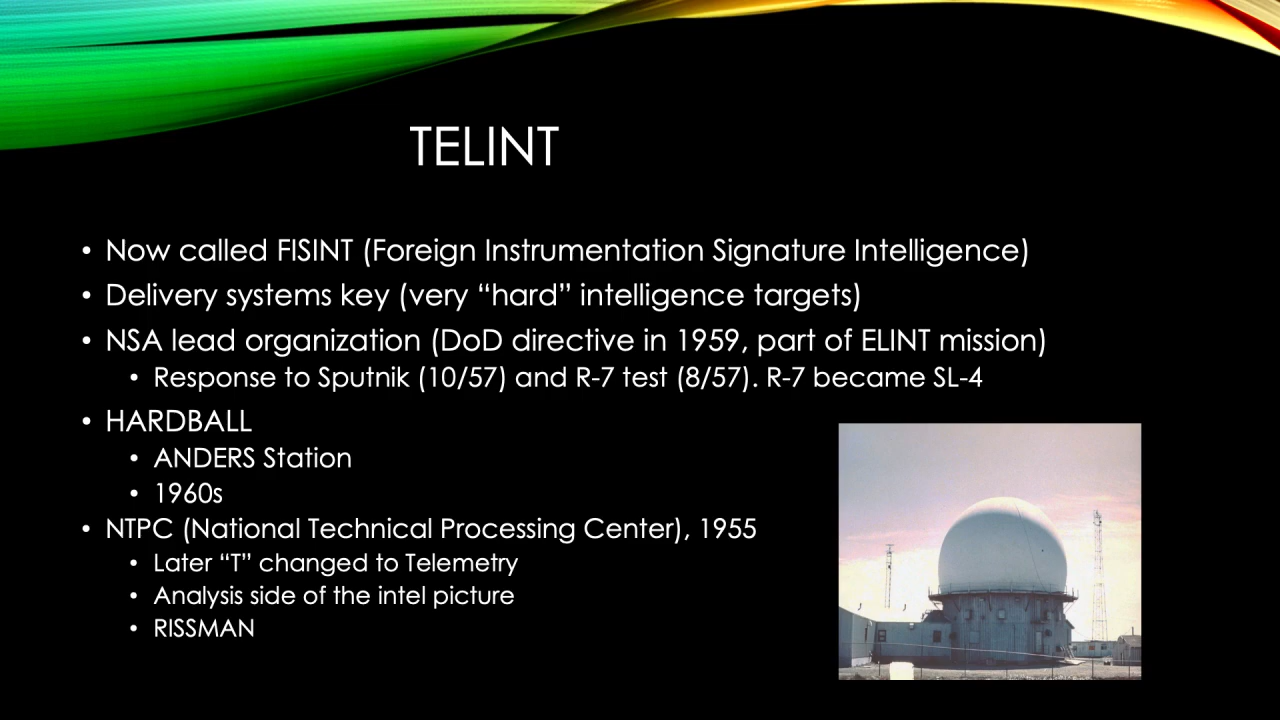 TELINT
• Now called FISINT (Foreign Instrumentation Signature Intelligence)
• Delivery systems key (very “hard” intelligence targets)
• NSA lead organization (DoD directive in 1959, part of ELINT mission)
• Response to Sputnik (10/57) and R-7 test (8/57). R-7 became SL-4
• HARDBALL
• ANDERS Station
• 1960s
• NTPC (National Technical Processing Center), 1955
• Later “T” changed to Telemetry
• Analysis side of the intel picture
• RISSMAN